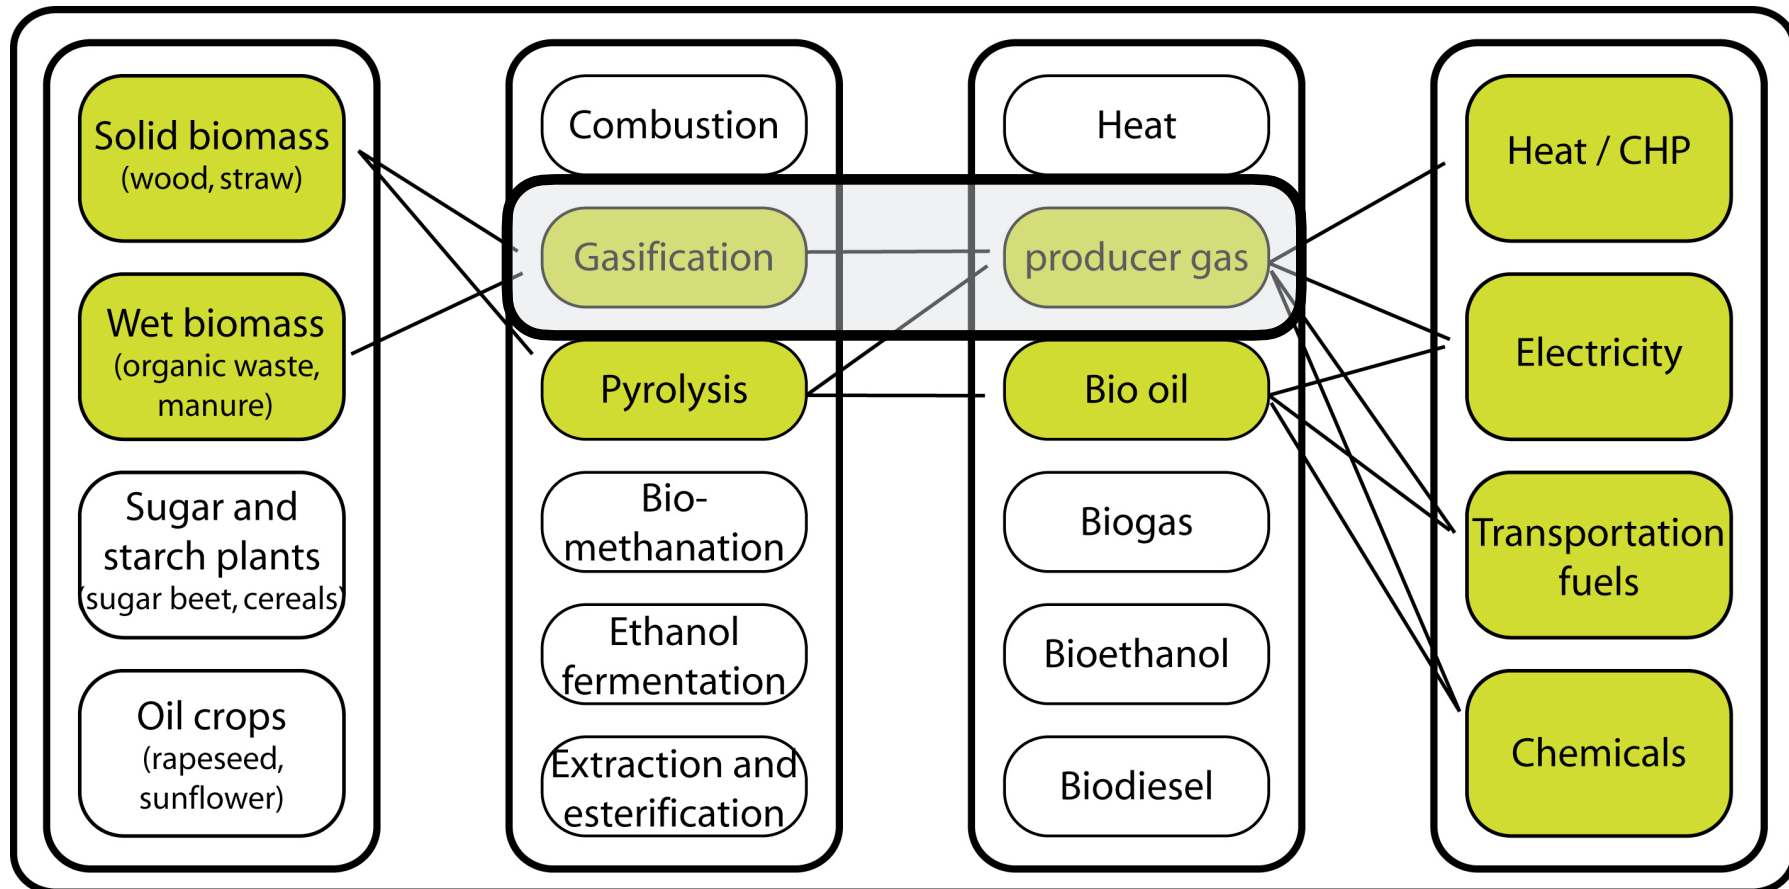 Solid biomass
(wood, straw)
Wet biomass
(organic waste,
manure)
Sugar and
starch plants
(sugar beet, cereals)
Oil crops
(rapeseed,
sunflower)
Combustion
Gasification
Pyrolysis
Bio-
methanation
Ethanol
fermentation
Extraction and
esterification
Heat
producer gas
Bio oil
Biogas
Bioethanol
Biodiesel
Heat / CHP
Electricity
Transportation
fuels
Chemicals